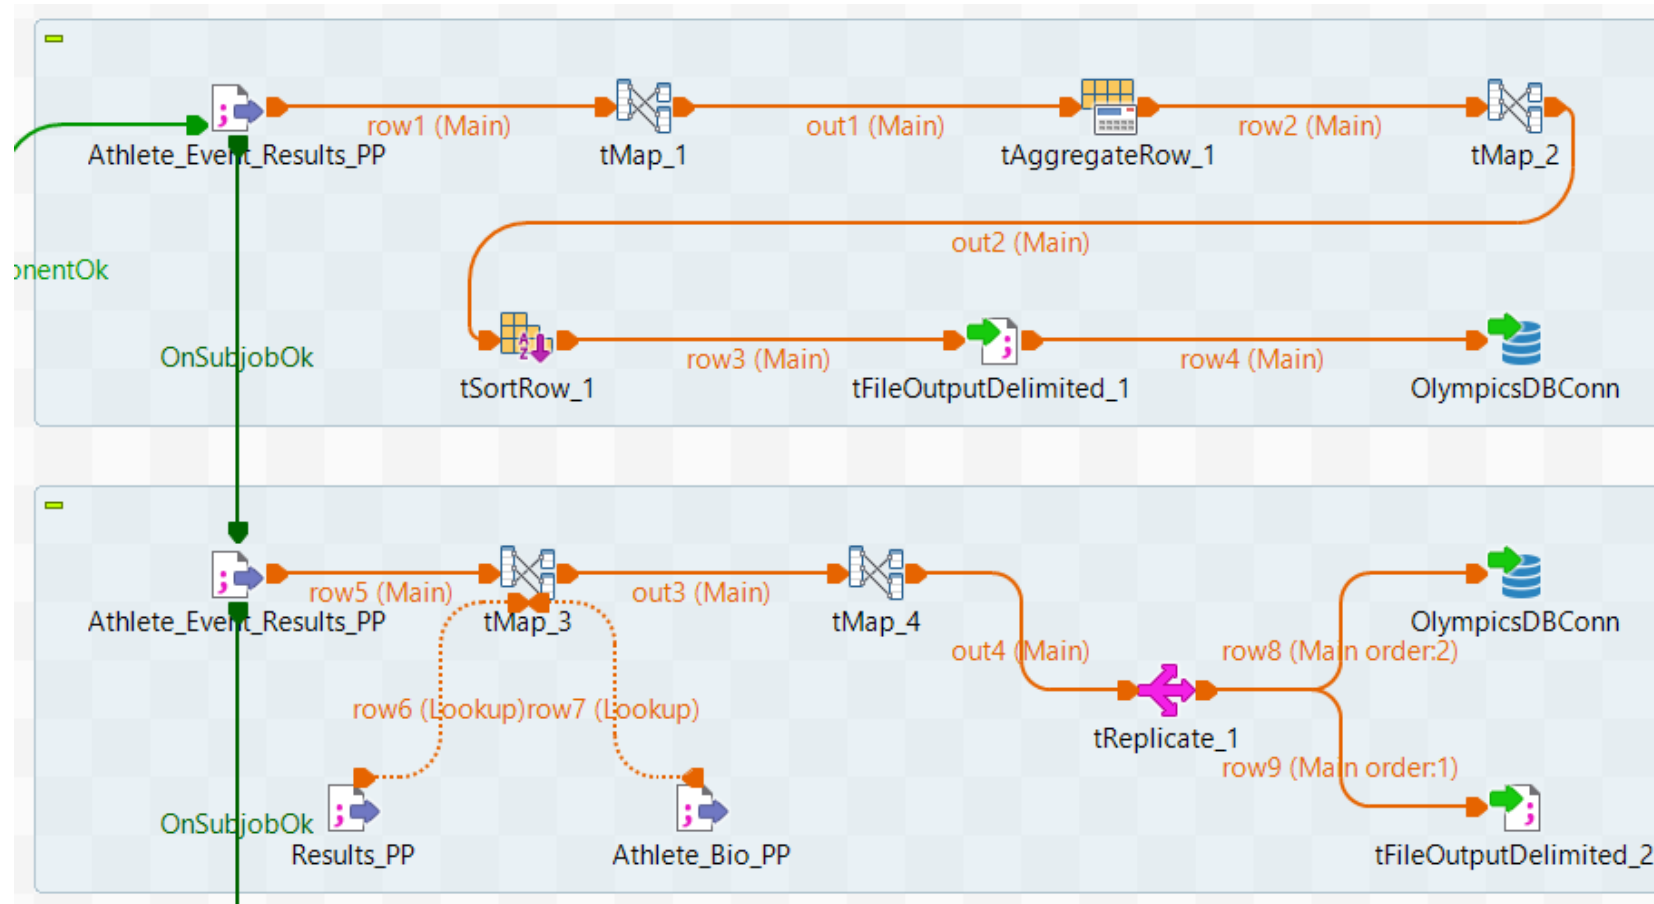 row1 (Main)
out1 (Main)
row2 (Main)
Athlete_Event_Results_PP
tMap_1
tAggregateRow_1
tMap_2
out2 (Main)
onentOk
OnSubjobOk
row3 (Main)
row4 (Main)
tSortRow_1
tFileOutputDelimited_1
OlympicsDBConn
row5 (Main)
out3 (Main)
Athlete_Event_Results_PP
tMap_3
tMap_4
OlympicsDBConn
out4 (Main)
row8 (Main order:2)
row6 (Lookup)
row7 (Lookup)
tReplicate_1
row9 (Main order:1)
OnSubjobOk
Results_PP
Athlete_Bio_PP
tFileOutputDelimited_2